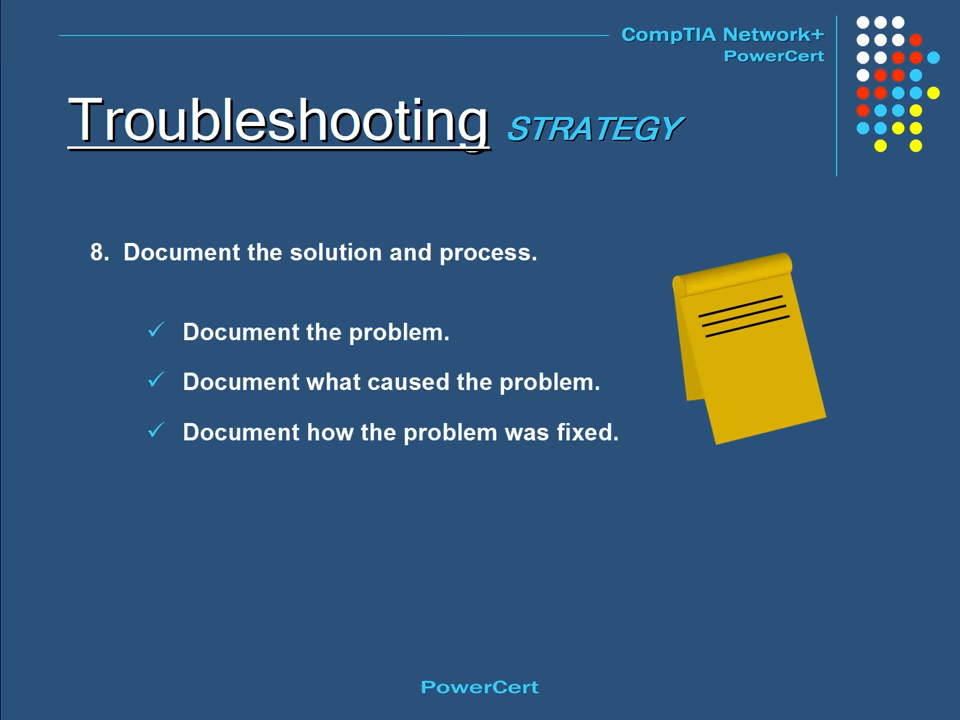 CompTIA Network+
PowerCert
Troubleshooting STRATEGY
8. Document the solution and process.
✓ Document the problem.
✓ Document what caused the problem.
✓ Document how the problem was fixed.
PowerCert